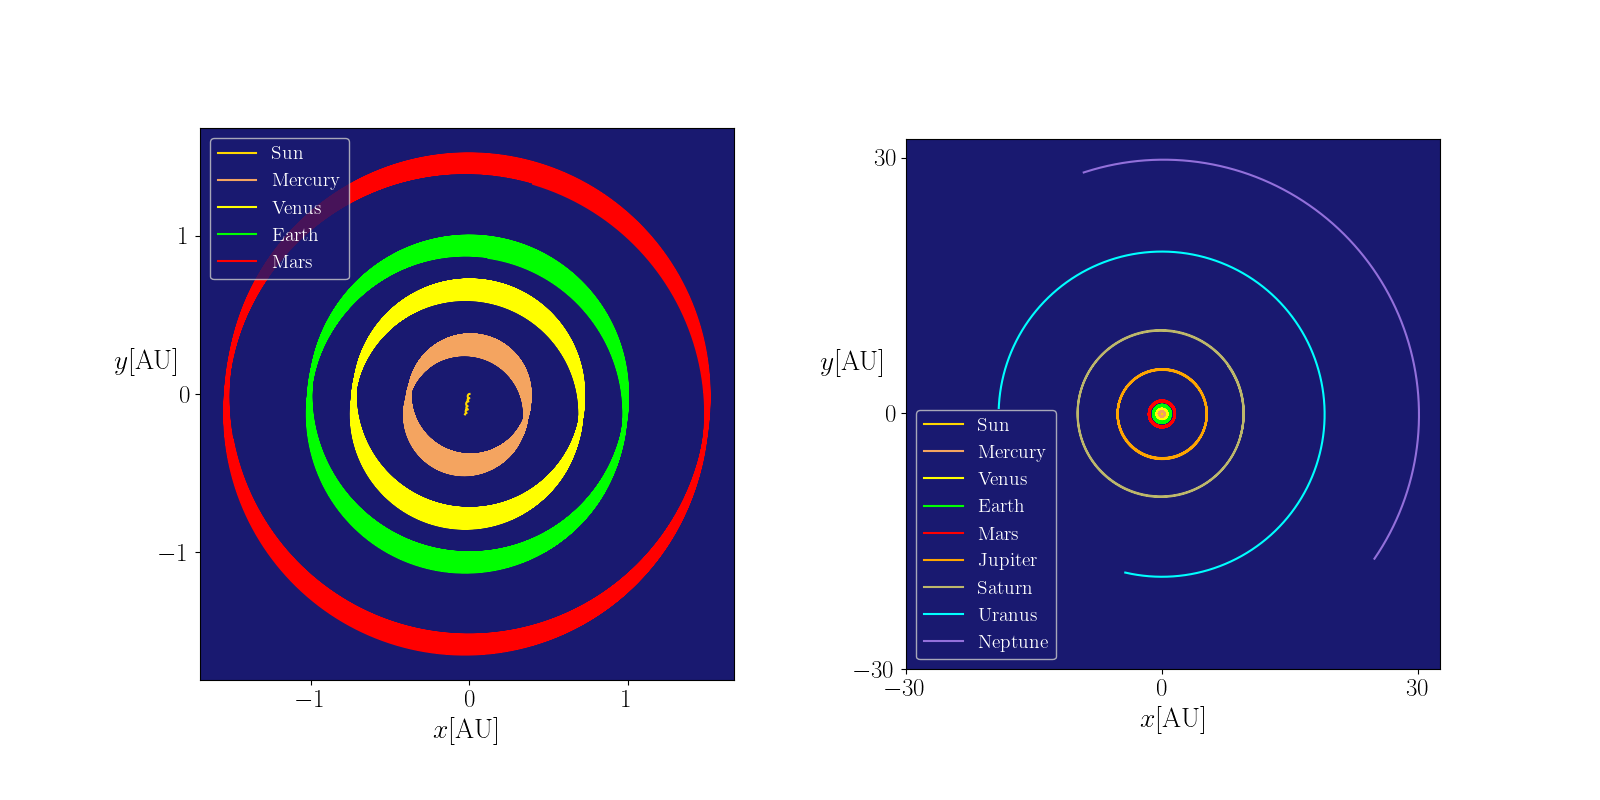 Sun
Mercury
Venus
Earth
Mars
1
0
−1
y[AU]
−1
0
1
x[AU]
30
0
−30
y[AU]
Sun
Mercury
Venus
Earth
Mars
Jupiter
Saturn
Uranus
Neptune
−30
0
30
x[AU]